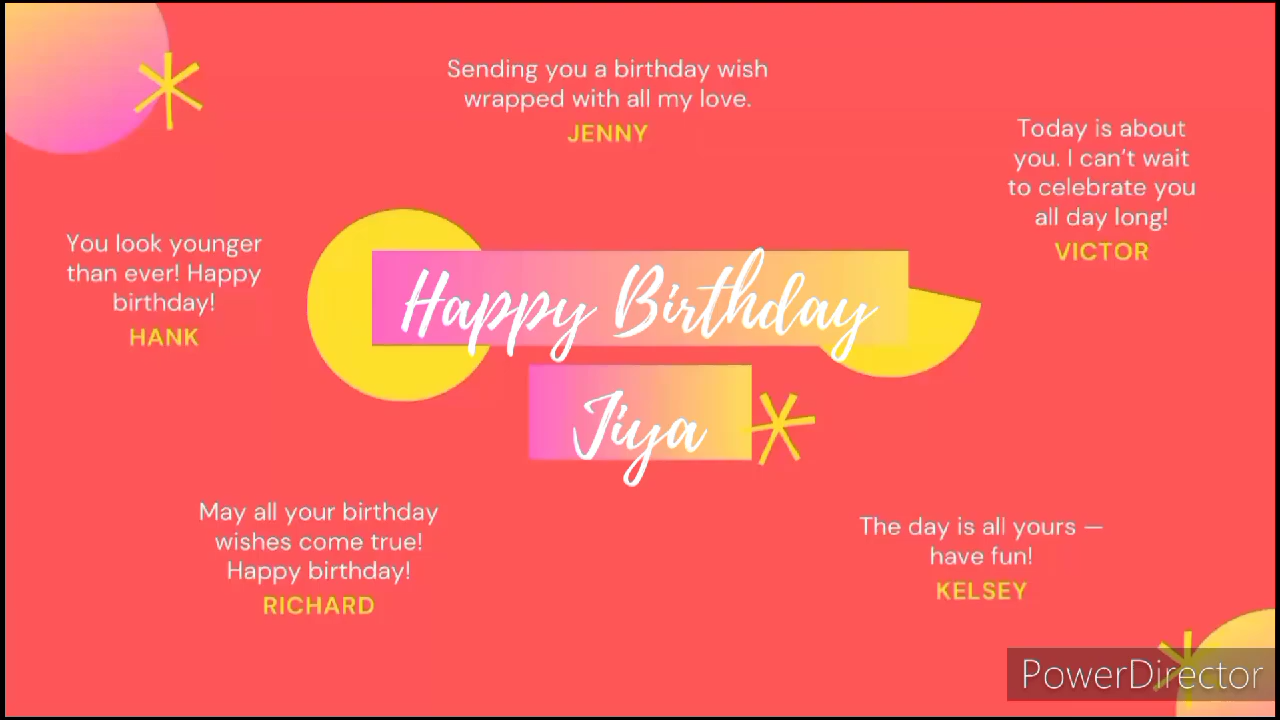 Sending you a birthday wish
wrapped with all my love.
JENNY
Today is about
you. I can't wait
to celebrate you
all day long!
VICTOR
You look younger
than ever! Happy
birthday!
HANK
Happy Birthday
Jiya
May all your birthday
wishes come true!
Happy birthday!
RICHARD
The day is all yours —
have fun!
KELSEY
PowerDirector